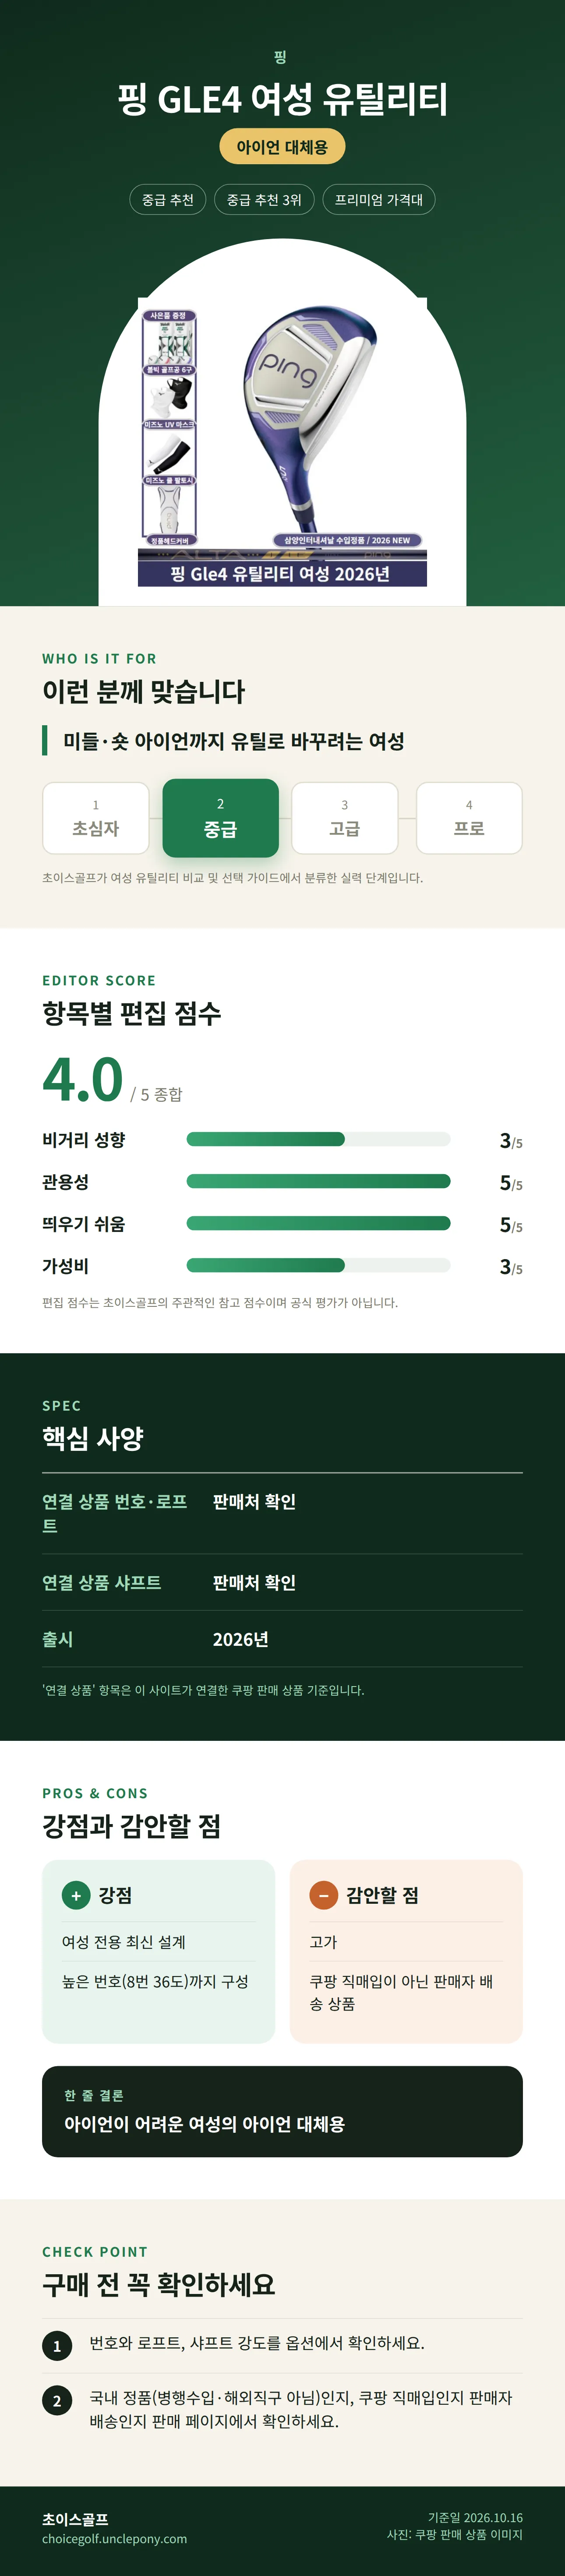 핑
핑 GLE4 여성 유틸리티
아이언 대체용
중급 추천
중급 추천 3위
프리미엄 가격대
사은품 증정
볼빅 골프공 6구
미즈노 UV 마스크
미즈노 쿨 팔토시
정품헤드커버
PING
삼양인터내셔날 수입정품 / 2026 NEW
핑 Gle4 유틸리티 여성 2026년
WHO IS IT FOR
이런 분께 맞습니다
미들·숏 아이언까지 유틸로 바꾸려는 여성
1
초심자
2
중급
3
고급
4
프로
초이스골프가 여성 유틸리티 비교 및 선택 가이드에서 분류한 실력 단계입니다.
EDITOR SCORE
항목별 편집 점수
4.0 / 5 종합
비거리 성향 3/5
관용성 5/5
띄우기 쉬움 5/5
가성비 3/5
편집 점수는 초이스골프의 주관적인 참고 점수이며 공식 평가가 아닙니다.
SPEC
핵심 사양
연결 상품 번호·로프 판매처 확인
트
연결 상품 샤프트 판매처 확인
출시 2026년
'연결 상품' 항목은 이 사이트가 연결한 쿠팡 판매 상품 기준입니다.
PROS & CONS
강점과 감안할 점
+ 강점
여성 전용 최신 설계
높은 번호(8번 36도)까지 구성
− 감안할 점
고가
쿠팡 직매입이 아닌 판매자 배
송 상품
한 줄 결론
아이언이 어려운 여성의 아이언 대체용
CHECK POINT
구매 전 꼭 확인하세요
1 번호와 로프트, 샤프트 강도를 옵션에서 확인하세요.
2 국내 정품(병행수입·해외직구 아님)인지, 쿠팡 직매입인지 판매자
배송인지 판매 페이지에서 확인하세요.
초이스골프
choicegolf.unclepony.com
기준일 2026.10.16
사진: 쿠팡 판매 상품 이미지